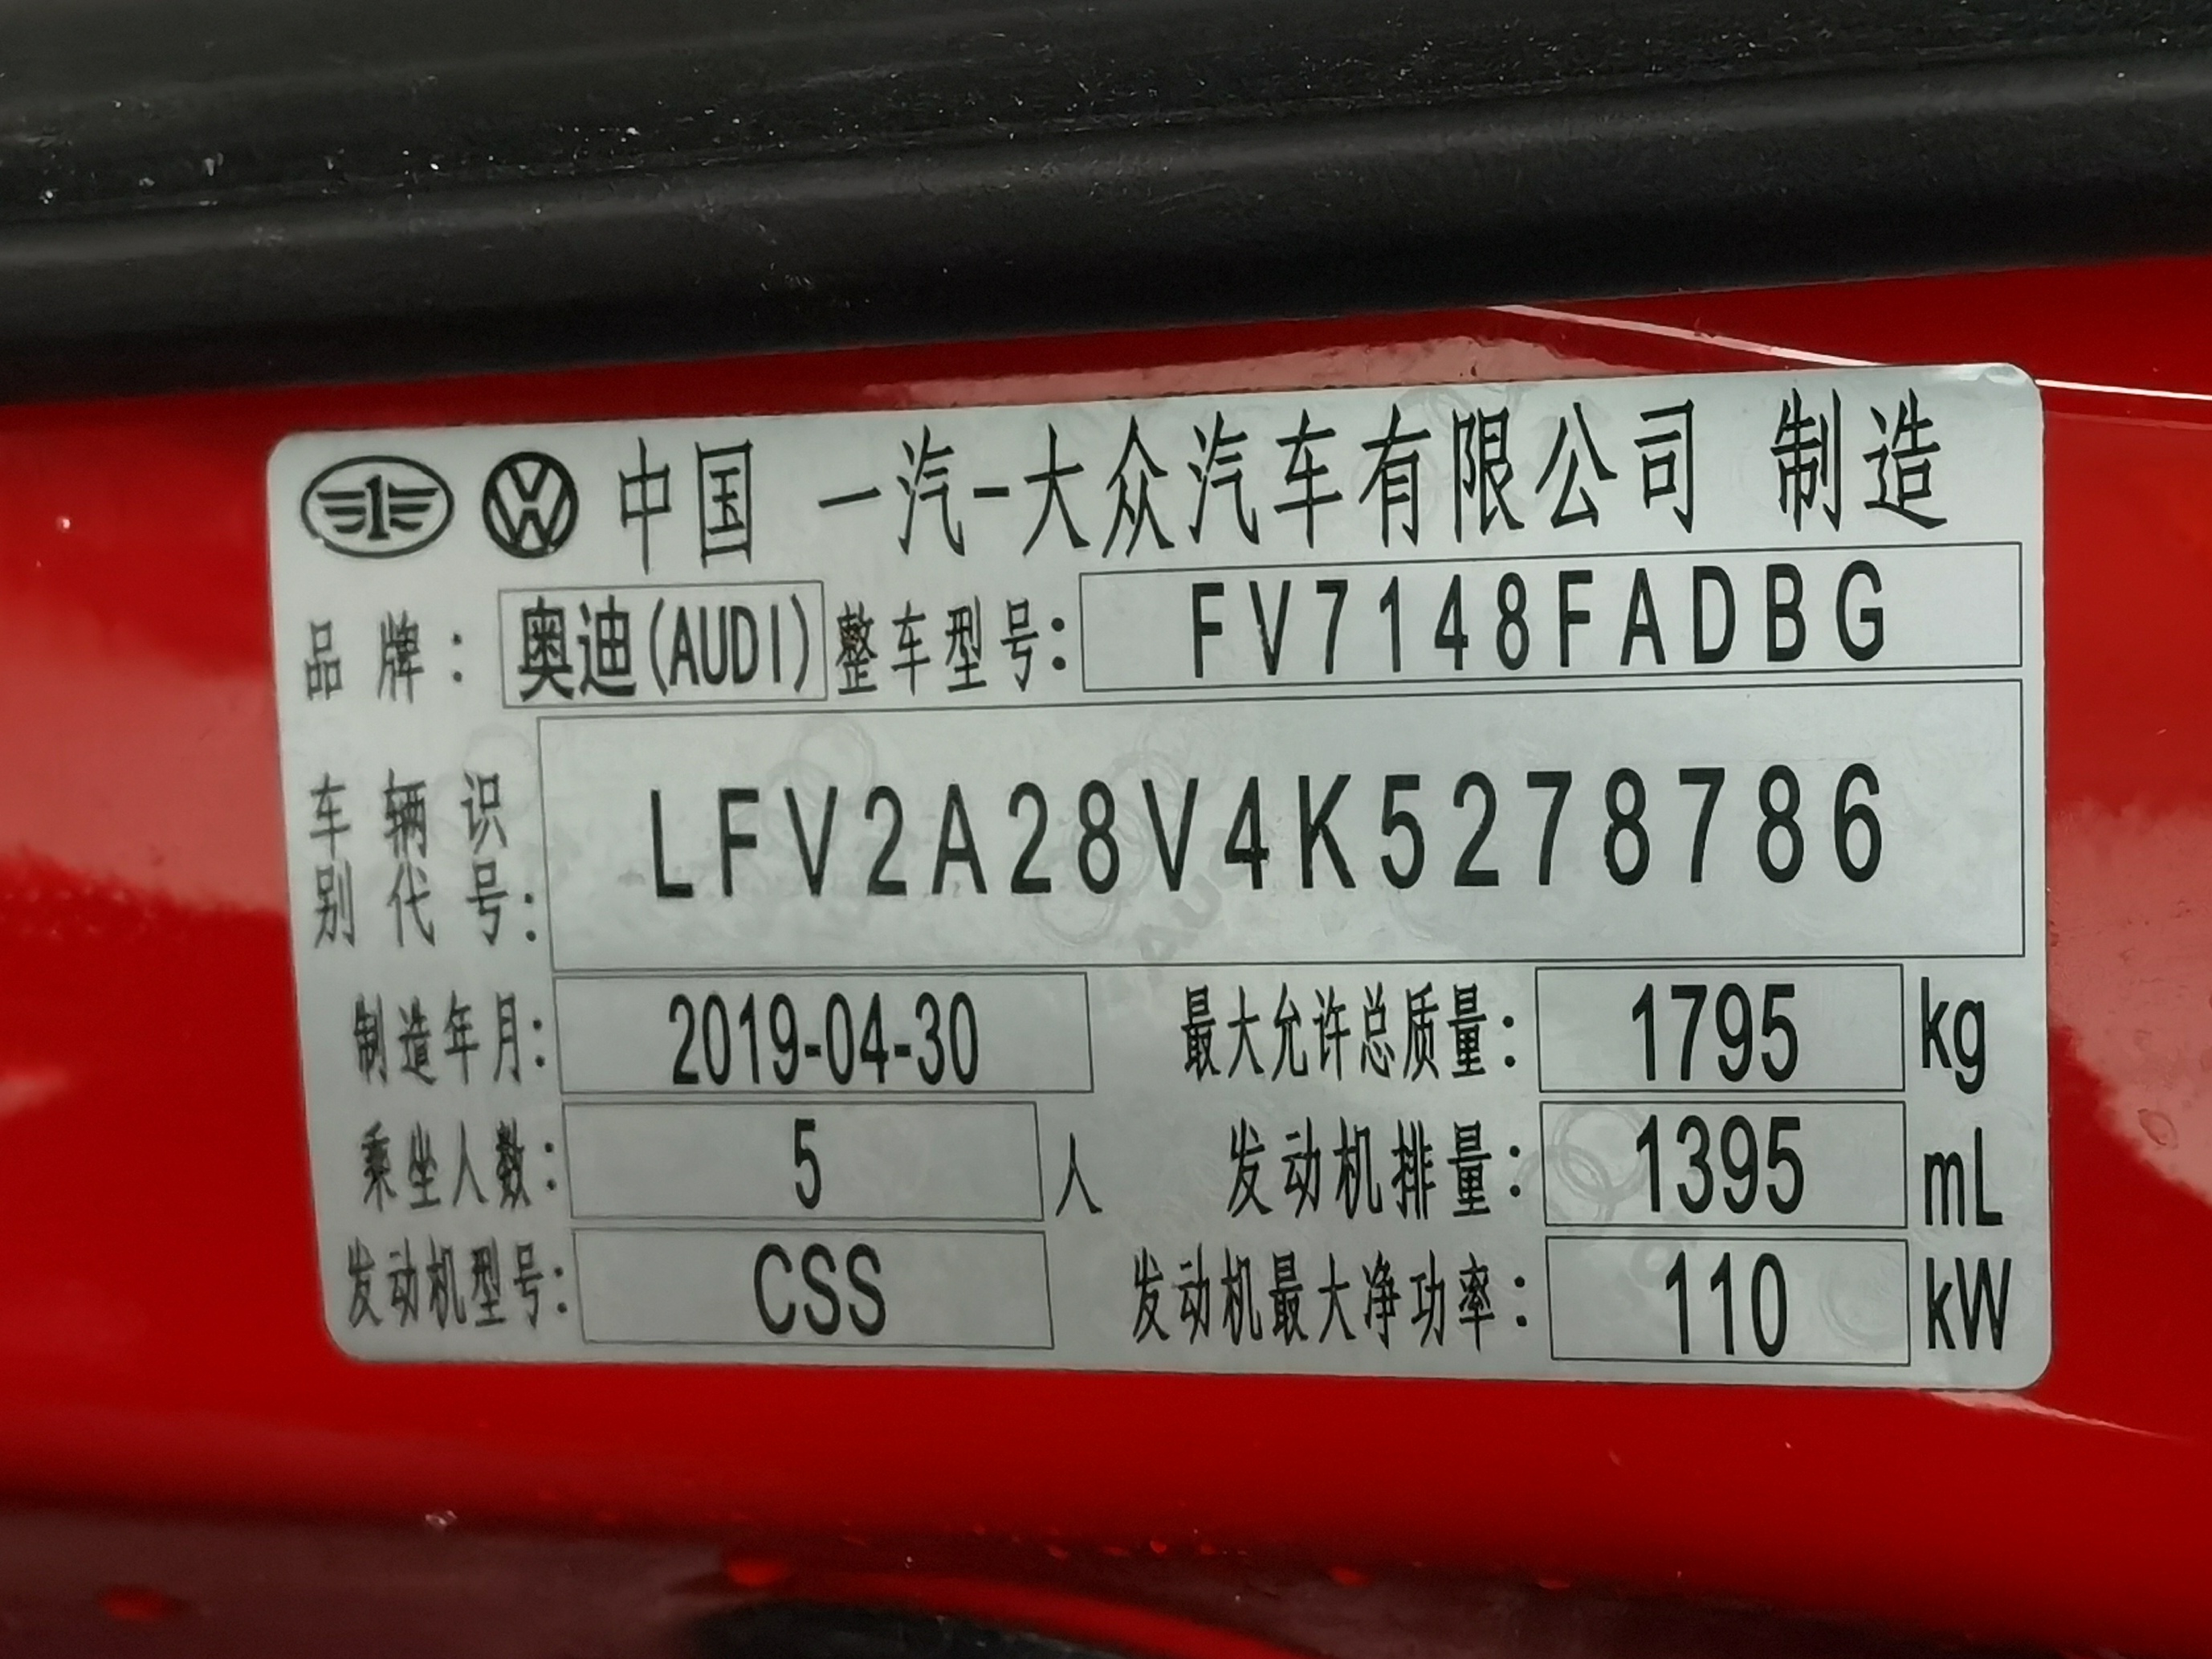 中国 一汽-大众汽车有限公司 制造
品牌： 奥迪(AUDI) 整车型号： FV7148FADBG
车辆识别代号： LFV2A28V4K5278786
制造年月： 2019-04-30 最大允许总质量： 1795 kg
乘坐人数： 5 人 发动机排量： 1395 mL
发动机型号： CSS 发动机最大净功率： 110 kW